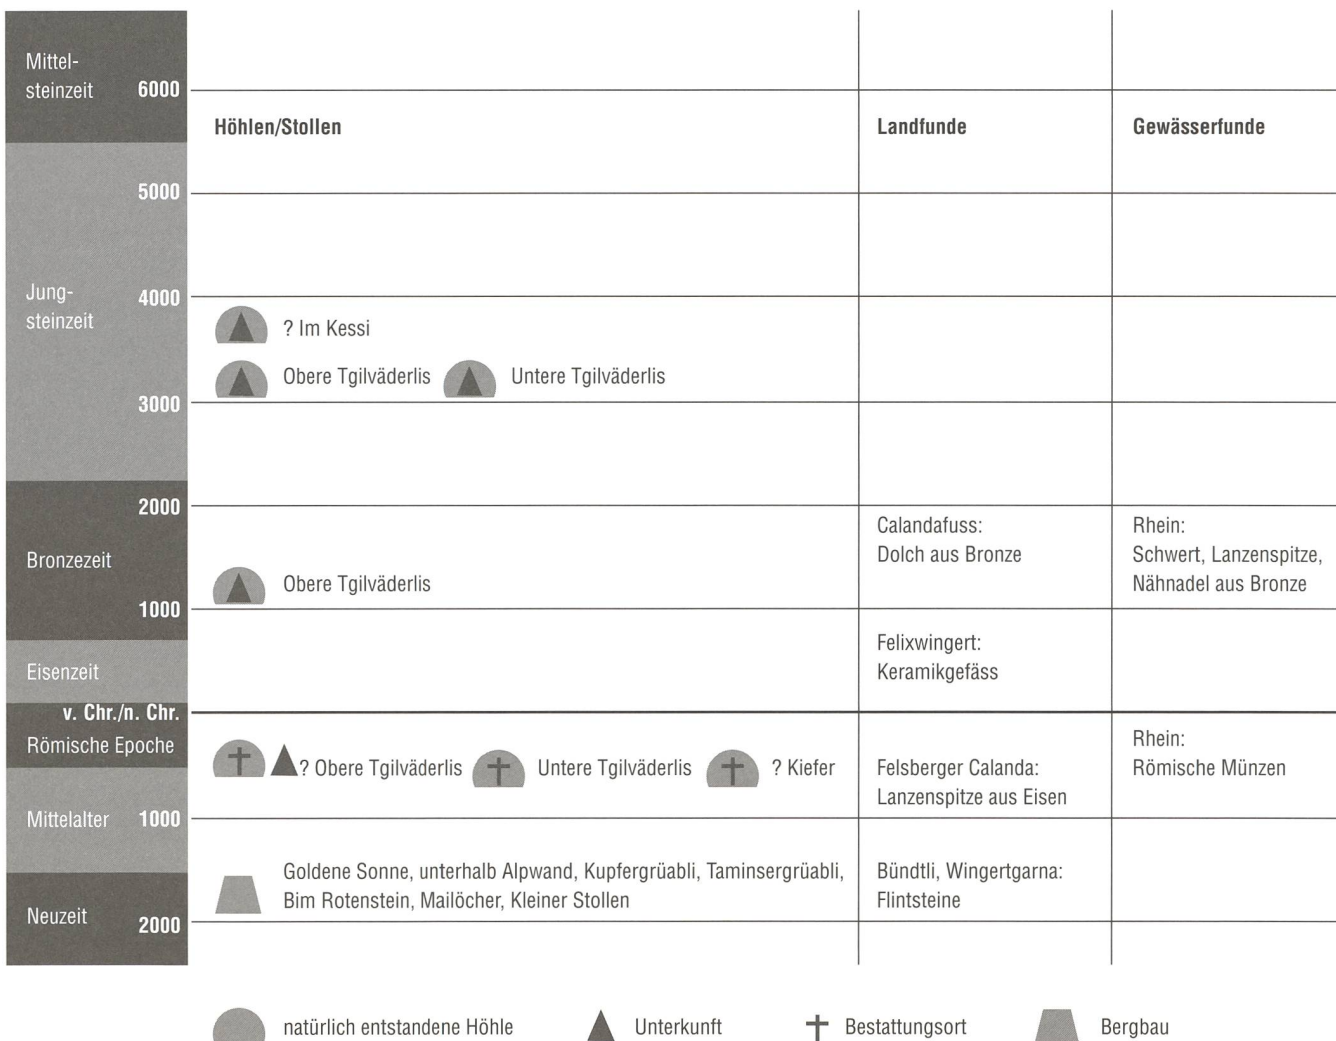 Mittel-
steinzeit 6000
Höhlen/Stollen Landfunde Gewässerfunde
5000
Jung-
steinzeit 4000
? Im Kessi
Obere Tgilväderlis Untere Tgilväderlis
3000
2000
Calandafuss: Rhein:
Dolch aus Bronze Schwert, Lanzenspitze,
Bronzezeit
Obere Tgilväderlis Nähnadel aus Bronze
1000
Felixwingert:
Eisenzeit Keramikgefäss
v. Chr./n. Chr.
Römische Epoche Rhein:
? Obere Tgilväderlis Untere Tgilväderlis ? Kiefer Felsberger Calanda: Römische Münzen
Lanzenspitze aus Eisen
Mittelalter 1000
Goldene Sonne, unterhalb Alpwand, Kupfergrüabli, Taminsergrüabli, Bündtli, Wingertgarna:
Bim Rotenstein, Mailöcher, Kleiner Stollen Flintsteine
Neuzeit 2000
natürlich entstandene Höhle Unterkunft Bestattungsort Bergbau